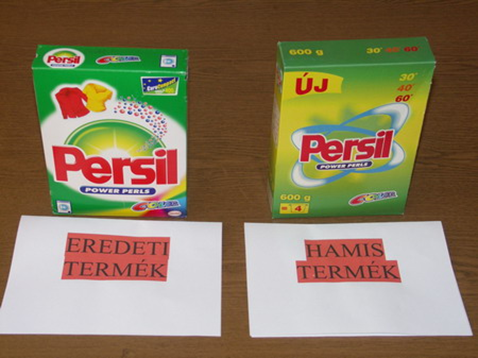 Persil
Persil
POWER PERLS
EREDETI
TERMÉK
600 g
30° 40 60°
ÚJ
30°
40
60°
Persil
POWER PERLS
600 g
4
HAMIS
TERMÉK